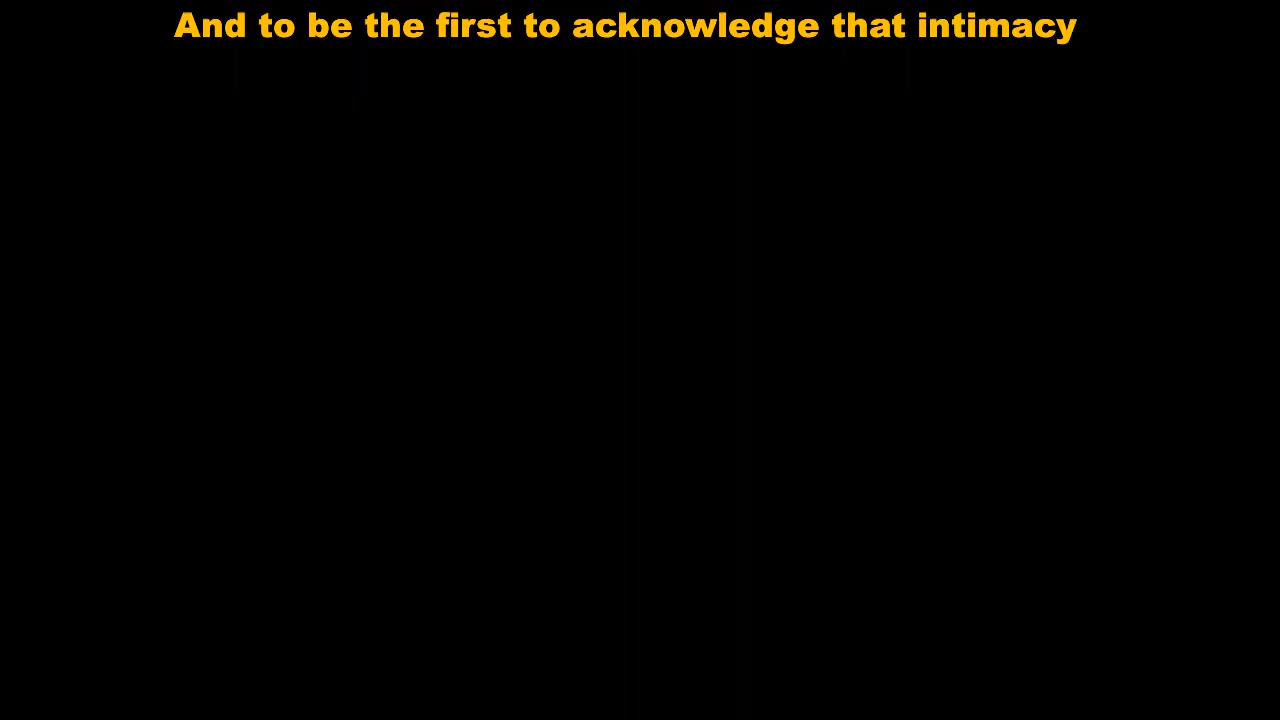 And to be the first to acknowledge that intimacy